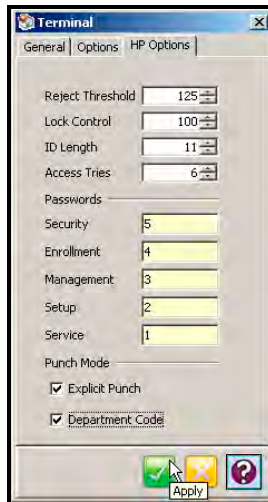 Terminal
General Options HP Options
Reject Threshold 125
Lock Control 100
ID Length 11
Access Tries 6
Passwords
Security 5
Enrollment 4
Management 3
Setup 2
Service 1
Punch Mode
Explicit Punch
Department Code
Apply